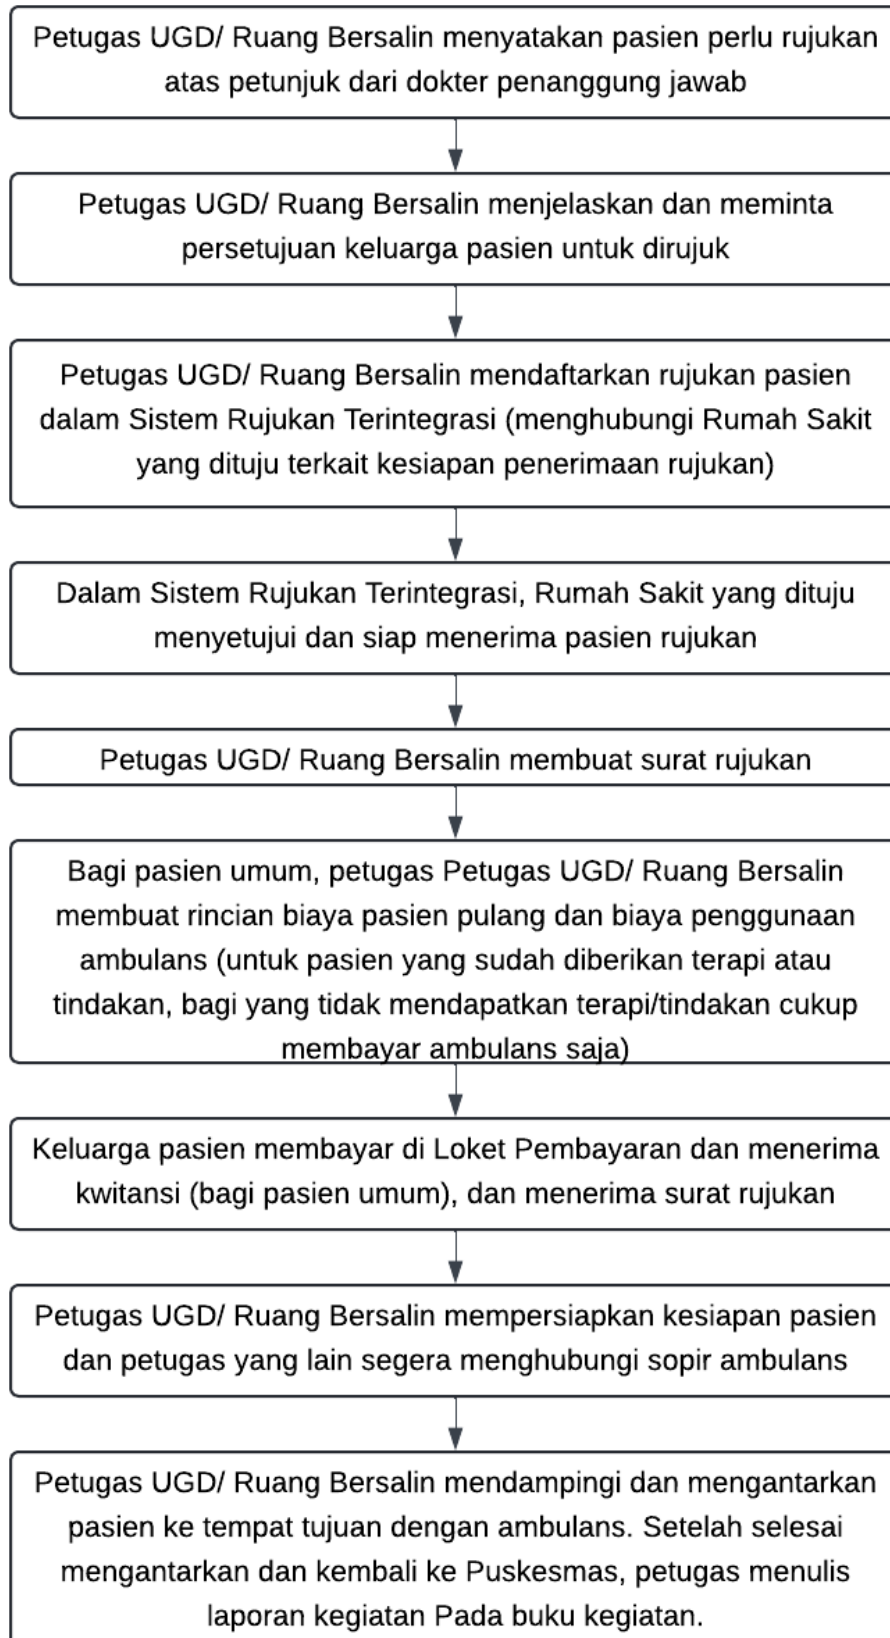 Petugas UGD/ Ruang Bersalin menyatakan pasien perlu rujukan
atas petunjuk dari dokter penanggung jawab
Petugas UGD/ Ruang Bersalin menjelaskan dan meminta
persetujuan keluarga pasien untuk dirujuk
Petugas UGD/ Ruang Bersalin mendaftarkan rujukan pasien
dalam Sistem Rujukan Terintegrasi (menghubungi Rumah Sakit
yang dituju terkait kesiapan penerimaan rujukan)
Dalam Sistem Rujukan Terintegrasi, Rumah Sakit yang dituju
menyetujui dan siap menerima pasien rujukan
Petugas UGD/ Ruang Bersalin membuat surat rujukan
Bagi pasien umum, petugas Petugas UGD/ Ruang Bersalin
membuat rincian biaya pasien pulang dan biaya penggunaan
ambulans (untuk pasien yang sudah diberikan terapi atau
tindakan, bagi yang tidak mendapatkan terapi/tindakan cukup
membayar ambulans saja)
Keluarga pasien membayar di Loket Pembayaran dan menerima
kwitansi (bagi pasien umum), dan menerima surat rujukan
Petugas UGD/ Ruang Bersalin mempersiapkan kesiapan pasien
dan petugas yang lain segera menghubungi sopir ambulans
Petugas UGD/ Ruang Bersalin mendampingi dan mengantarkan
pasien ke tempat tujuan dengan ambulans. Setelah selesai
mengantarkan dan kembali ke Puskesmas, petugas menulis
laporan kegiatan Pada buku kegiatan.